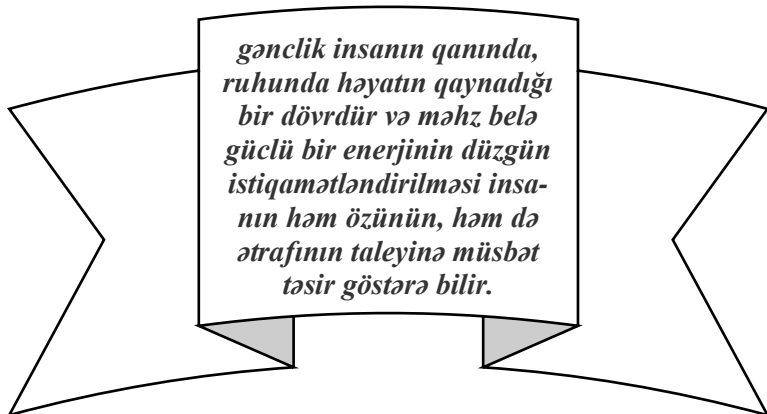 gənclik insanın qanında,
ruhunda həyatın qaynadığı
bir dövrdür və məhz belə
güclü bir enerjinin düzgün
istiqamətləndirilməsi insa-
nın həm özünün, həm də
ətrafının taleyinə müsbət
təsir göstərə bilir.